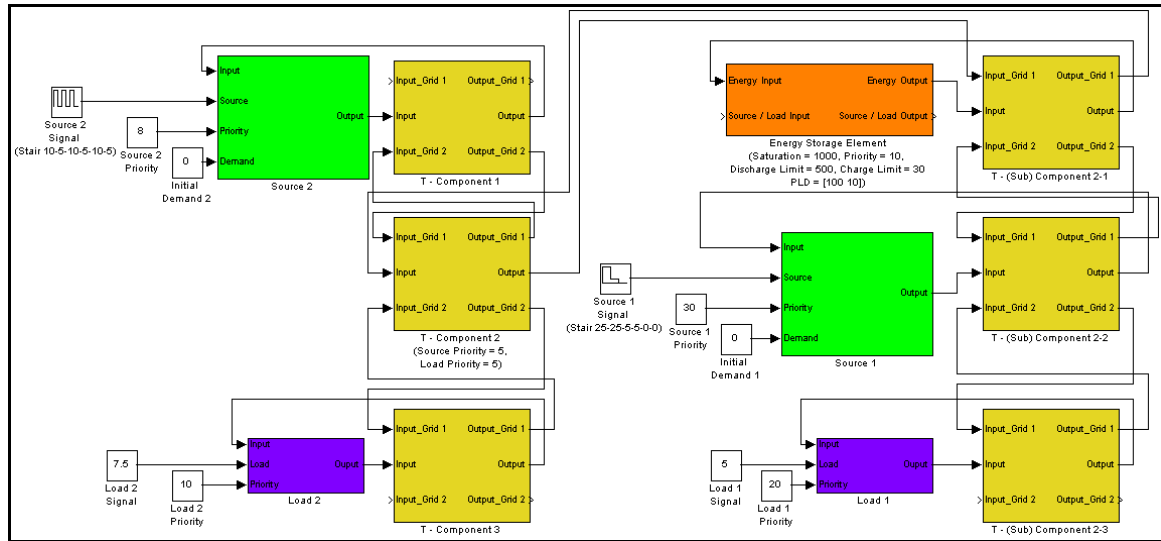 Input
Source
Priority
Demand
Output
Source 2
Source 2
Signal
(Stair 10-5-10-5-10-5)
8
Source 2
Priority
0
Initial
Demand 2
Input_Grid 1
Output_Grid 1
Input
Output
Input_Grid 2
Output_Grid 2
T - Component 1
Input_Grid 1
Output_Grid 1
Input
Output
Input_Grid 2
Output_Grid 2
T - Component 2
(Source Priority = 5,
Load Priority = 5)
Input
Load
Priority
Ouput
Load 2
7.5
Load 2
Signal
10
Load 2
Priority
Input_Grid 1
Output_Grid 1
Input
Output
Input_Grid 2
Output_Grid 2
T - Component 3
Energy Input
Energy Output
Source / Load Input
Source / Load Output
Energy Storage Element
(Saturation = 1000, Priority = 10,
Discharge Limit = 500, Charge Limit = 30
PLD = [100 10])
Input_Grid 1
Output_Grid 1
Input
Output
Input_Grid 2
Output_Grid 2
T - (Sub) Component 2-1
Input
Source
Priority
Demand
Output
Source 1
Source 1
Signal
(Stair 25-25-5-5-0-0)
30
Source 1
Priority
0
Initial
Demand 1
Input_Grid 1
Output_Grid 1
Input
Output
Input_Grid 2
Output_Grid 2
T - (Sub) Component 2-2
Input
Load
Priority
Ouput
Load 1
5
Load 1
Signal
20
Load 1
Priority
Input_Grid 1
Output_Grid 1
Input
Output
Input_Grid 2
Output_Grid 2
T - (Sub) Component 2-3